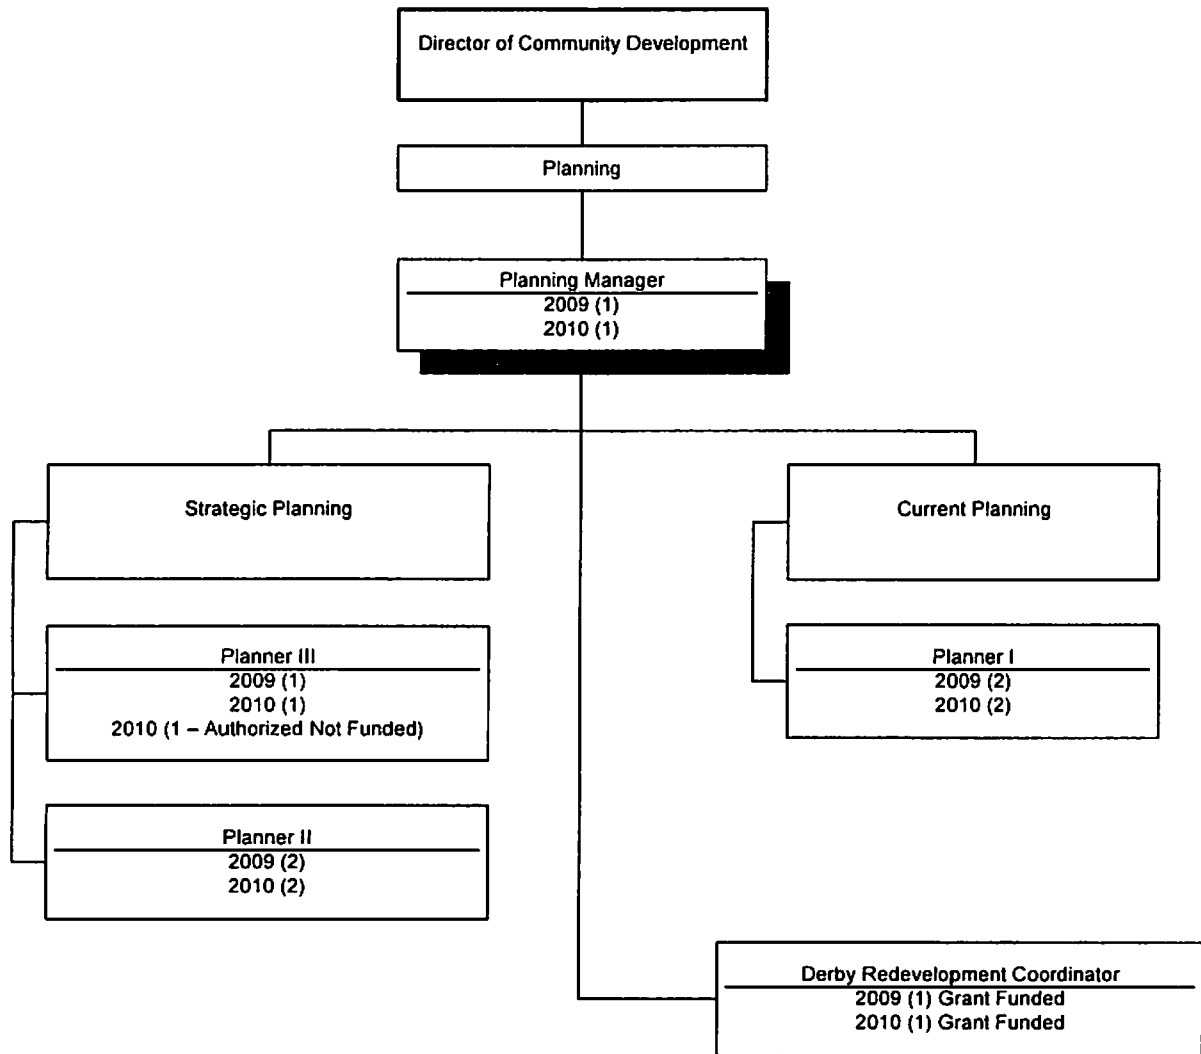 Director of Community Development
Planning
Planning Manager
2009 (1)
2010 (1)
Strategic Planning
Current Planning
Planner III
2009 (1)
2010 (1)
2010 (1 – Authorized Not Funded)
Planner I
2009 (2)
2010 (2)
Planner II
2009 (2)
2010 (2)
Derby Redevelopment Coordinator
2009 (1) Grant Funded
2010 (1) Grant Funded